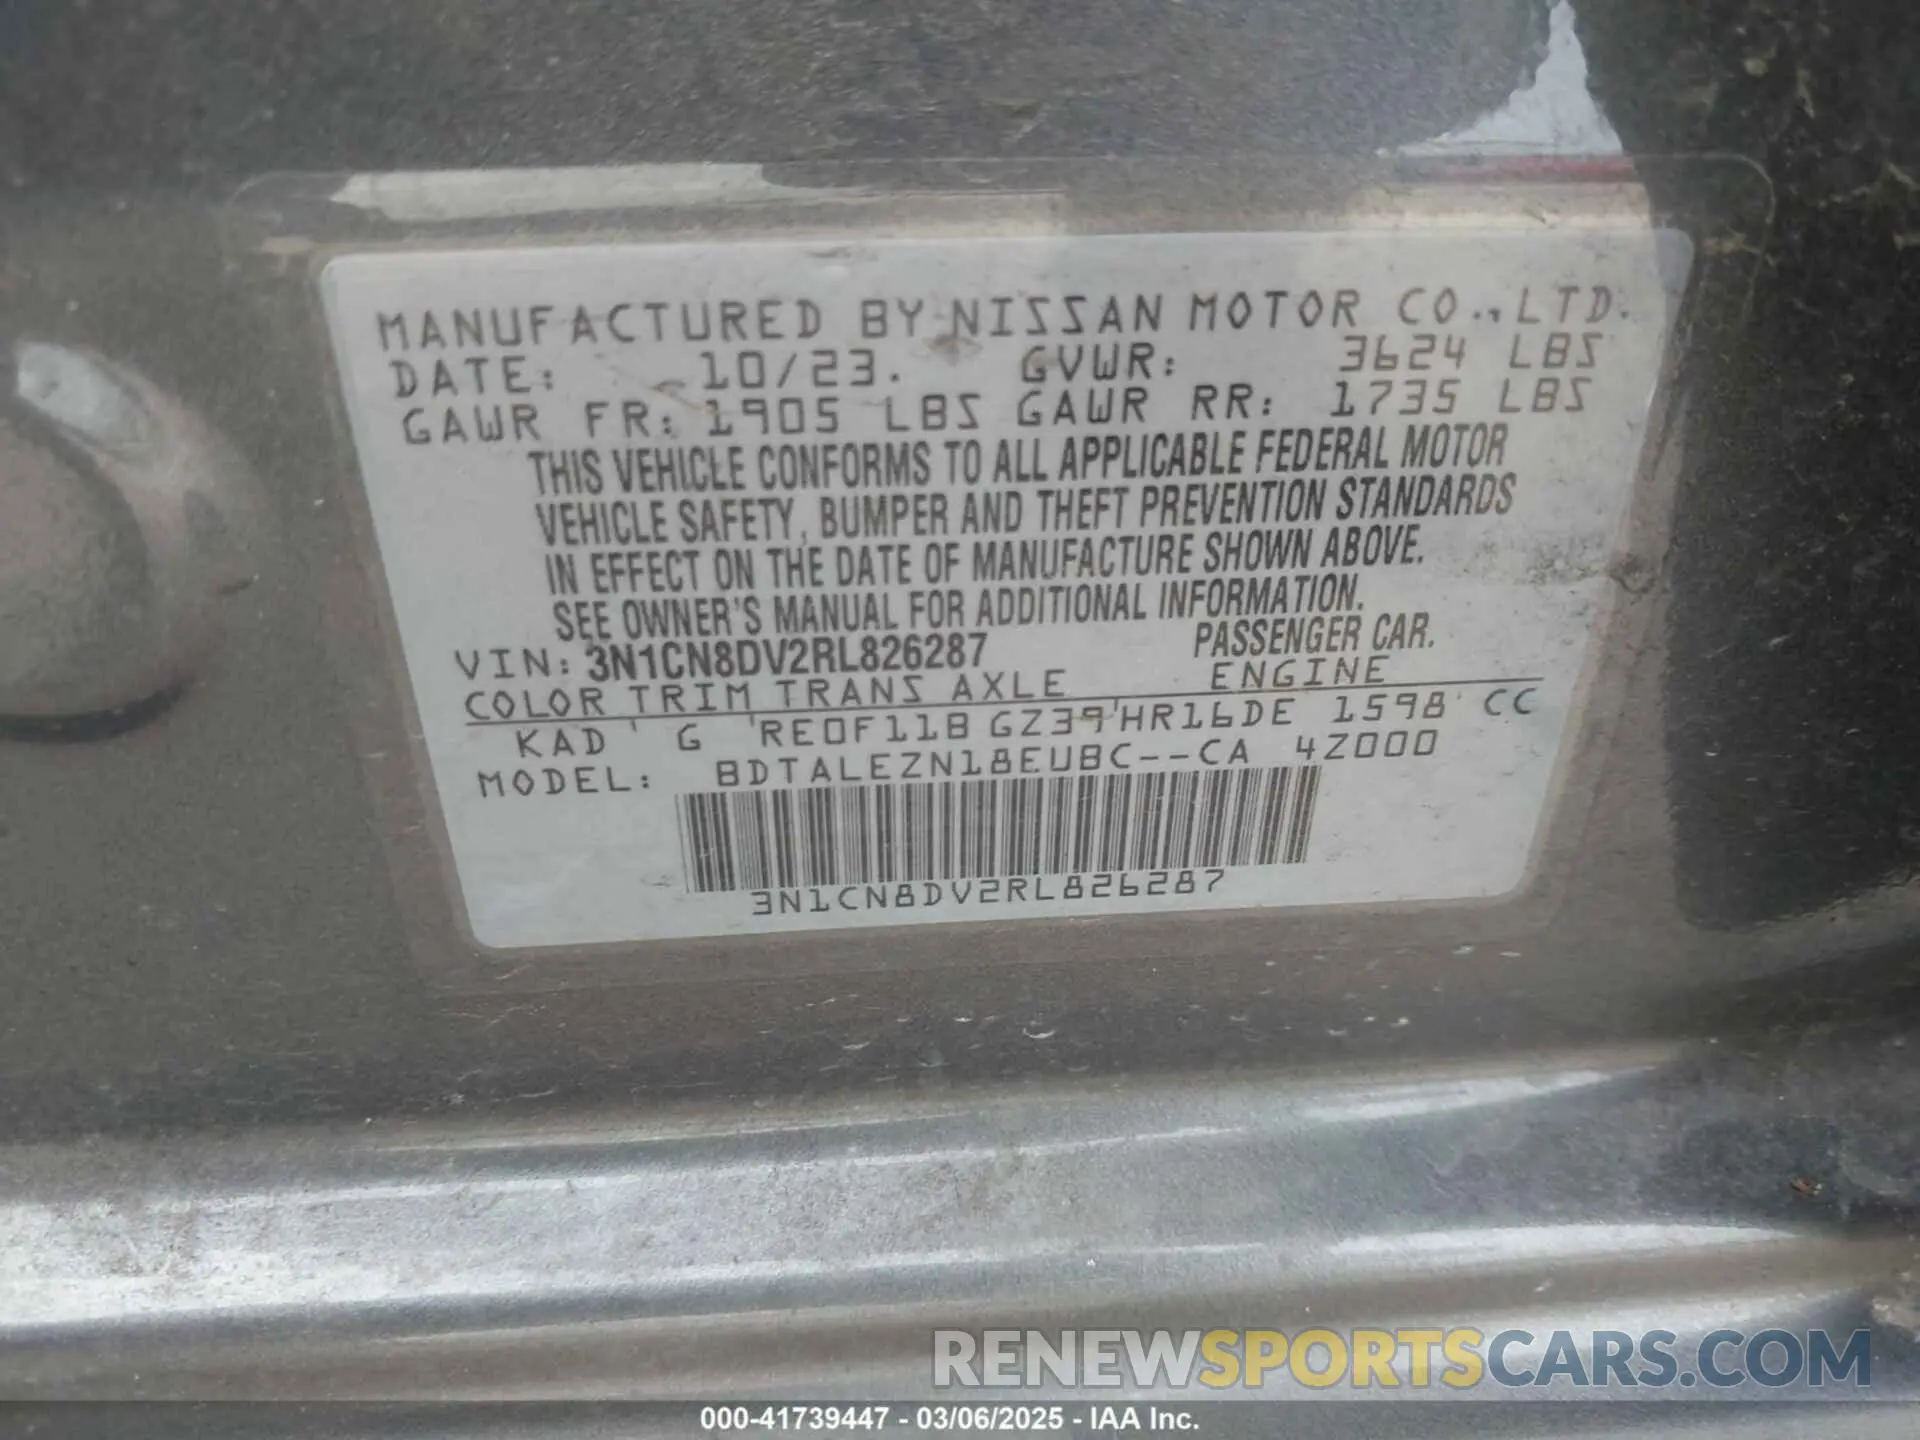 MANUFACTURED BY NISSAN MOTOR CO., LTD.
DATE: 10/23. GVWR: 3624 LBS
GAWR FR: 1905 LBS GAWR RR: 1735 LBS
THIS VEHICLE CONFORMS TO ALL APPLICABLE FEDERAL MOTOR
VEHICLE SAFETY, BUMPER AND THEFT PREVENTION STANDARDS
IN EFFECT ON THE DATE OF MANUFACTURE SHOWN ABOVE.
SEE OWNER'S MANUAL FOR ADDITIONAL INFORMATION.
VIN: 3N1CN8DV2RL826287 PASSENGER CAR.
COLOR TRIM TRANS AXLE ENGINE
KAD ' G 'RE0F11B GZ39'HR16DE 1598' CC
MODEL: BDTALEZN18EUBC--CA 4Z000
3N1CN8DV2RL826287
RENEWSPORTSCARS.COM
000-41739447 - 03/06/2025 - IAA Inc.